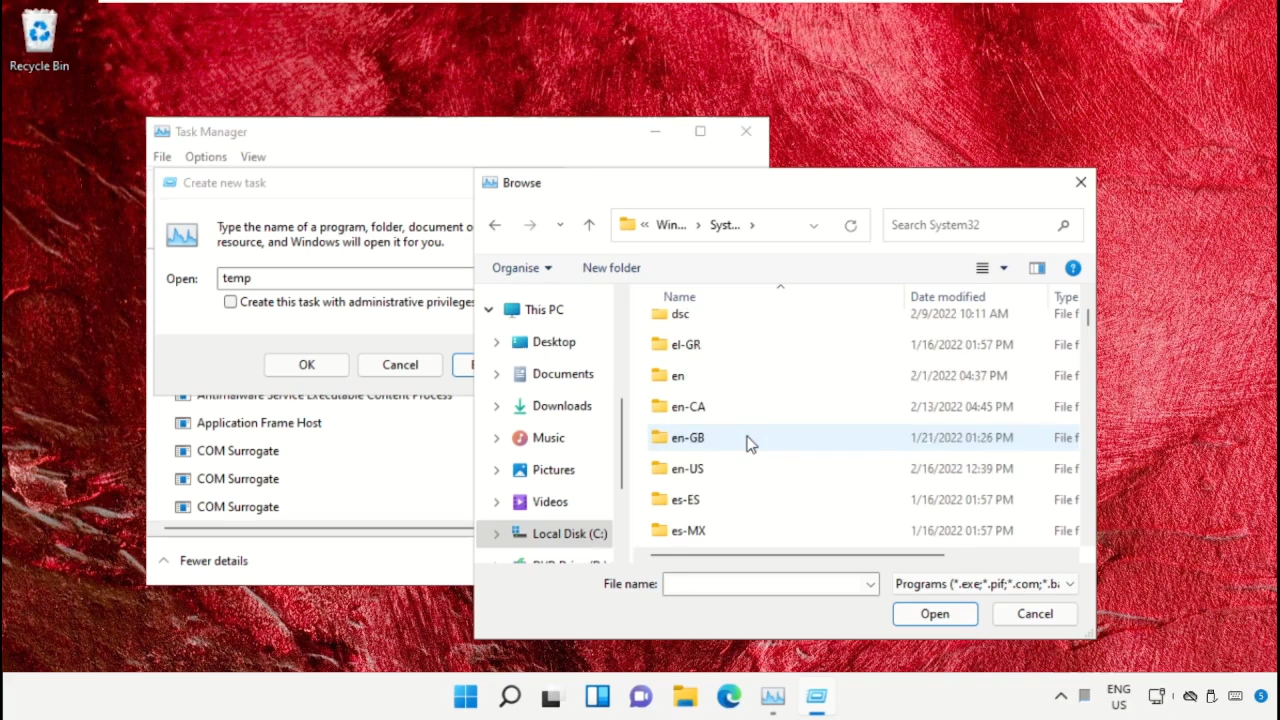 Recycle Bin
Task Manager
File Options View
Create new task
Type the name of a program, folder, document o
resource, and Windows will open it for you.
Open: temp
Create this task with administrative privileges
OK Cancel
Antimalware Service Executable Content Process
Application Frame Host
COM Surrogate
COM Surrogate
COM Surrogate
Fewer details
Browse
« Win... › Syst... ›
Search System32
Organise New folder
This PC
Desktop
Documents
Downloads
Music
Pictures
Videos
Local Disk (C:)
Name Date modified Type
dsc 2/9/2022 10:11 AM File f
el-GR 1/16/2022 01:57 PM File f
en 2/1/2022 04:37 PM File f
en-CA 2/13/2022 04:45 PM File f
en-GB 1/21/2022 01:26 PM File f
en-US 2/16/2022 12:39 PM File f
es-ES 1/16/2022 01:57 PM File f
es-MX 1/16/2022 01:57 PM File f
File name: Programs (*.exe;*.pif;*.com;*.ba
Open Cancel
ENG
US
5